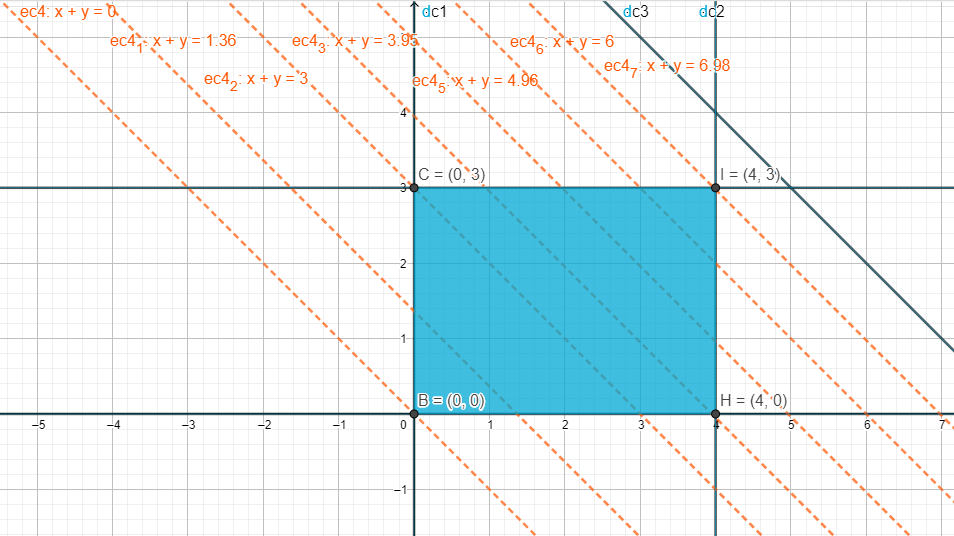 ec4: x + y = 0
dc1
dc3
dc2
ec4₁: x + y = 1.36
ec4₃: x + y = 3.95
ec4₆: x + y = 6
ec4₇: x + y = 6.98
ec4₂: x + y = 3
ec4₅: x + y = 4.96
4
C = (0, 3)
I = (4, 3)
3
2
1
B = (0, 0)
H = (4, 0)
−5 −4 −3 −2 −1 0 1 2 3 4 5 6 7
−1